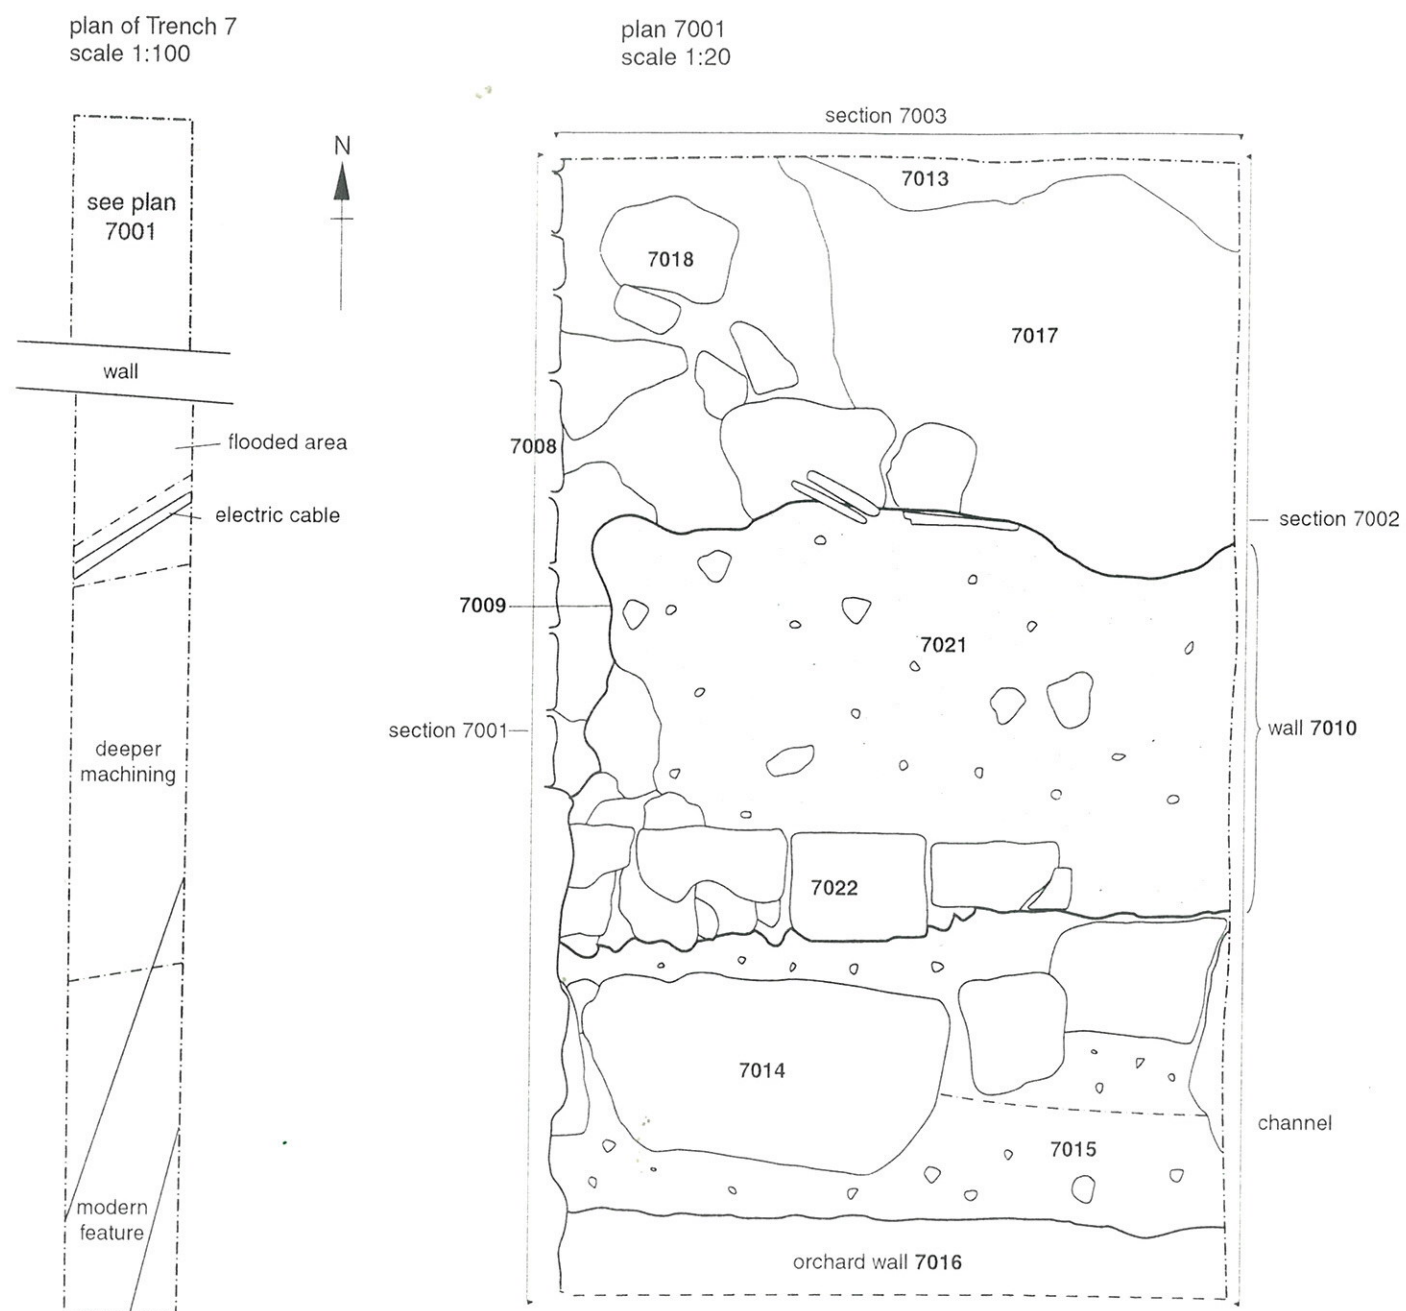 plan of Trench 7
scale 1:100
see plan
7001
N
wall
flooded area
electric cable
deeper
machining
modern
feature
plan 7001
scale 1:20
section 7003
7013
7018
7017
7008
section 7002
7009
7021
section 7001
wall 7010
7022
7014
channel
7015
orchard wall 7016